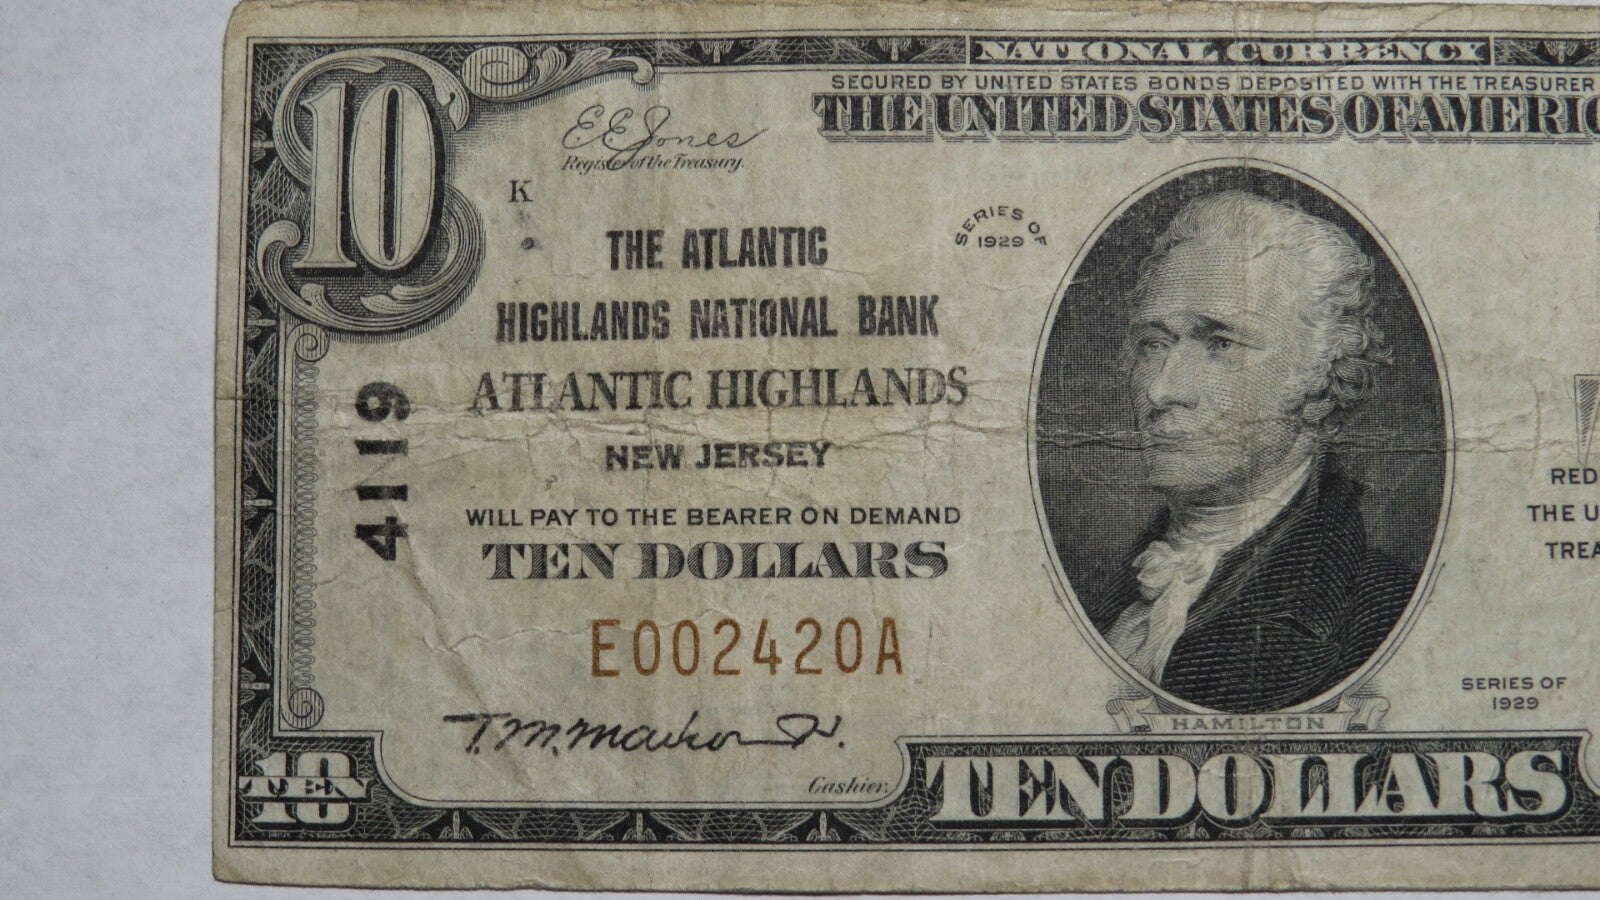 NATIONAL CURRENCY
SECURED BY UNITED STATES BONDS DEPOSITED WITH THE TREASURER
THE UNITED STATES OF AMERIC
10
E.E. Jones
Register of the Treasury.
K
THE ATLANTIC
HIGHLANDS NATIONAL BANK
ATLANTIC HIGHLANDS
NEW JERSEY
WILL PAY TO THE BEARER ON DEMAND
TEN DOLLARS
4119
E002420A
Cashier.
SERIES OF
1929
HAMILTON
RED
THE U
TREA
SERIES OF
1929
10
TEN
TEN DOLLARS